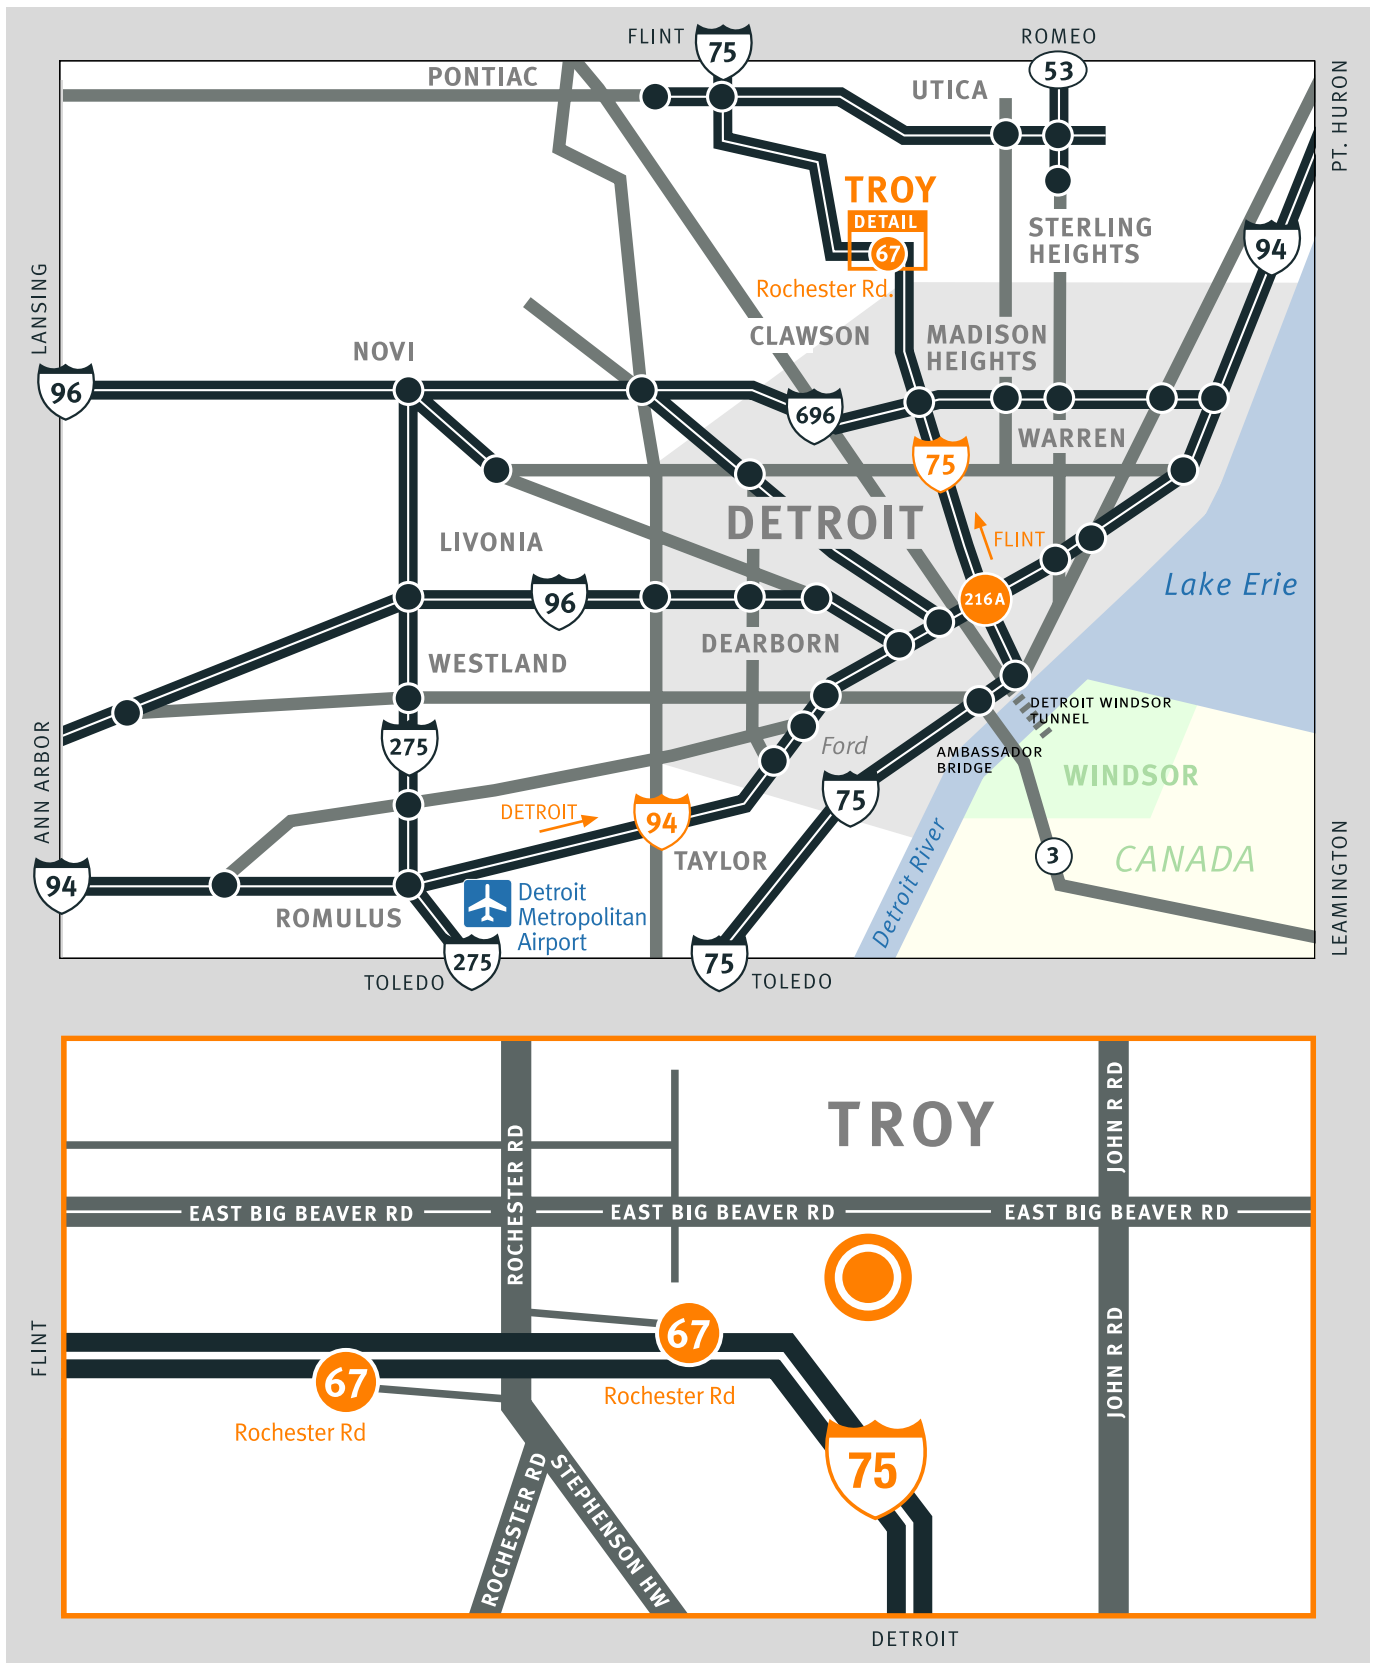 FLINT
75
ROMEO
53
PONTIAC
UTICA
PT. HURON
TROY
DETAIL
67
Rochester Rd.
STERLING
HEIGHTS
94
LANSING
CLAWSON
MADISON
HEIGHTS
NOVI
96
696
WARREN
75
DETROIT
FLINT
LIVONIA
Lake Erie
96
216A
DEARBORN
WESTLAND
DETROIT WINDSOR
TUNNEL
275
Ford
AMBASSADOR
BRIDGE
WINDSOR
ANN ARBOR
75
DETROIT
94
TAYLOR
3
CANADA
94
Detroit River
LEAMINGTON
ROMULUS
Detroit
Metropolitan
Airport
275
75
TOLEDO
TOLEDO
TROY
JOHN R RD
ROCHESTER RD
EAST BIG BEAVER RD
EAST BIG BEAVER RD
EAST BIG BEAVER RD
FLINT
67
67
Rochester Rd
Rochester Rd
JOHN R RD
75
ROCHESTER RD
STEPHENSON HW
DETROIT